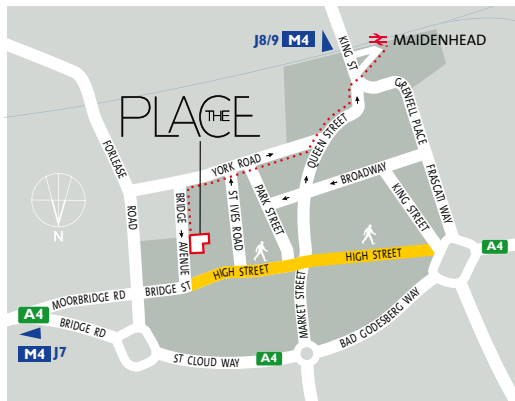 J8/9 M4
KING ST
MAIDENHEAD
THE
PLACE
GRENFELL PLACE
FORLEASE ROAD
YORK ROAD
QUEEN STREET
BROADWAY
FRASCATI WAY
BRIDGE AVENUE
ST IVES ROAD
PARK STREET
KING STREET
N
A4
HIGH STREET
HIGH STREET
MOORBRIDGE RD
BRIDGE ST
A4
BRIDGE RD
M4 J7
ST CLOUD WAY
A4
MARKET STREET
BAD GODESBERG WAY